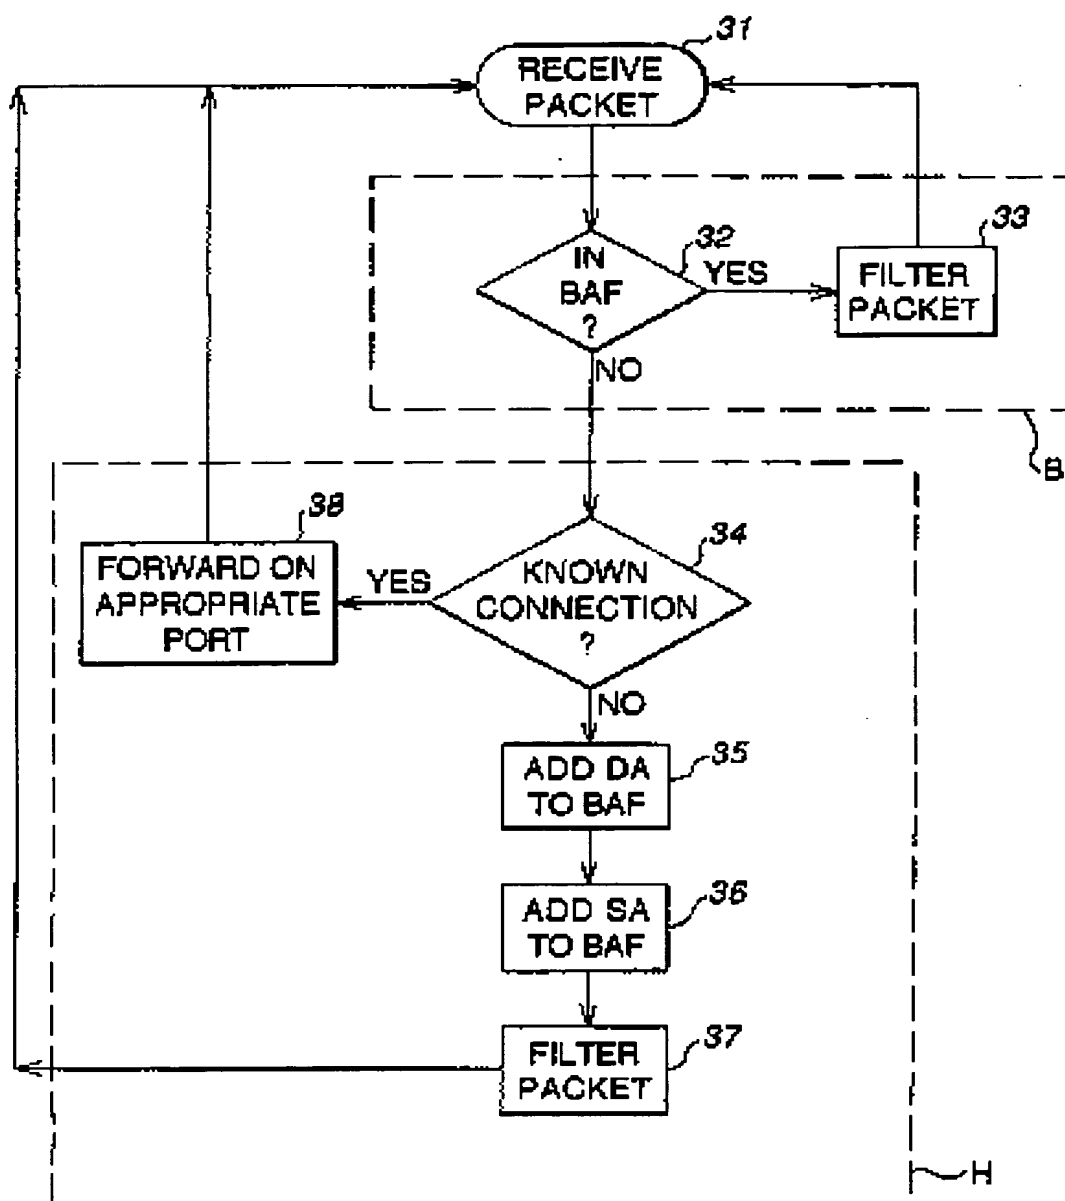 31
RECEIVE
PACKET
32
IN
BAF
?
YES
33
FILTER
PACKET
NO
B
38
FORWARD ON
APPROPRIATE
PORT
YES
34
KNOWN
CONNECTION
?
NO
35
ADD DA
TO BAF
36
ADD SA
TO BAF
37
FILTER
PACKET
H